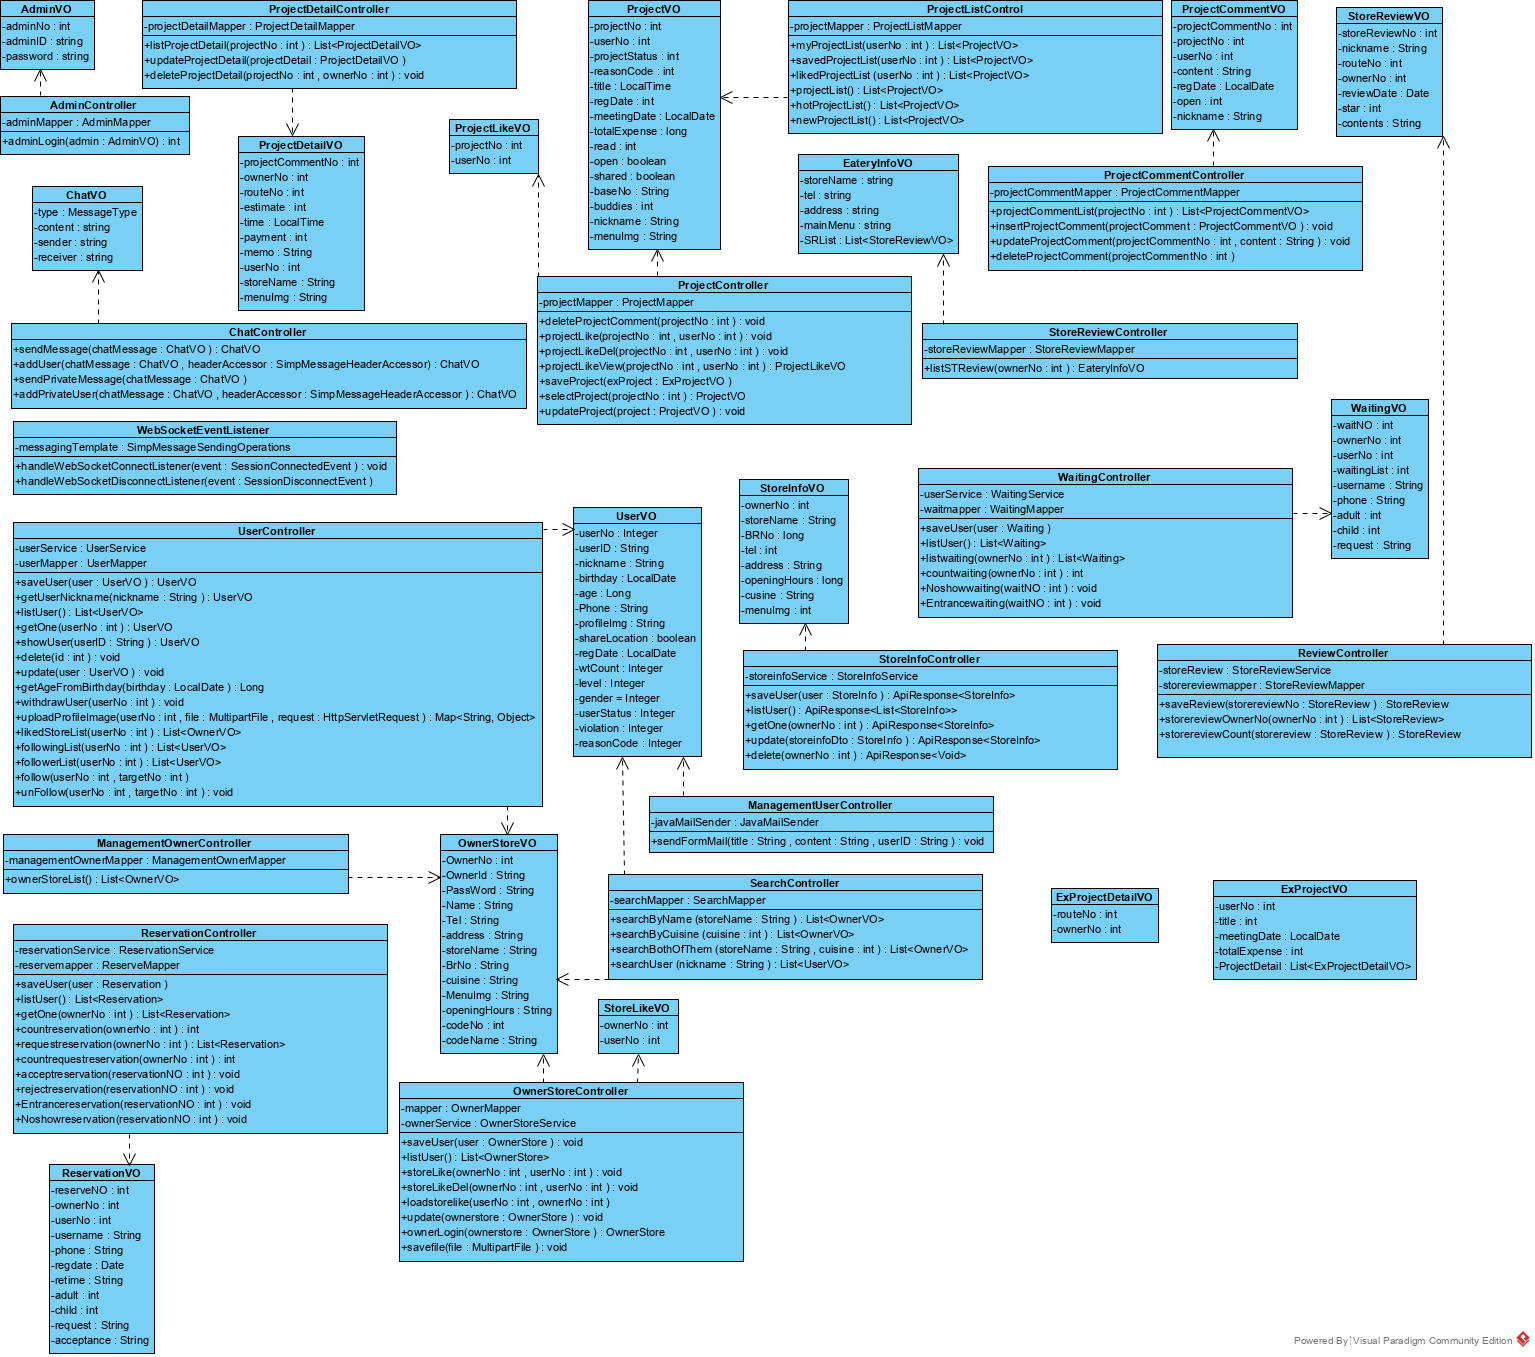 AdminVO
-adminNo : int
-adminID : string
-password : string
AdminController
-adminMapper : AdminMapper
+adminLogin(admin : AdminVO) : int
ProjectDetailController
-projectDetailMapper : ProjectDetailMapper
+listProjectDetail(projectNo : int ) : List<ProjectDetailVO>
+updateProjectDetail(projectDetail : ProjectDetailVO )
+deleteProjectDetail(projectNo : int , ownerNo : int ) : void
ProjectDetailVO
-projectCommentNo : int
-ownerNo : int
-routeNo : int
-estimate : int
-time : LocalTime
-payment : int
-memo : String
-userNo : int
-storeName : String
-menuImg : String
ProjectLikeVO
-projectNo : int
-userNo : int
ProjectVO
-projectNo : int
-userNo : int
-projectStatus : int
-reasonCode : int
-title : LocalTime
-regDate : int
-meetingDate : LocalDate
-totalExpense : long
-read : int
-open : boolean
-shared : boolean
-baseNo : String
-buddies : int
-nickname : String
-menuImg : String
ProjectListControl
-projectMapper : ProjectListMapper
+myProjectList(userNo : int ) : List<ProjectVO>
+savedProjectList(userNo : int ) : List<ProjectVO>
+likedProjectList (userNo : int ) : List<ProjectVO>
+projectList() : List<ProjectVO>
+hotProjectList() : List<ProjectVO>
+newProjectList() : List<ProjectVO>
ProjectCommentVO
-projectCommentNo : int
-projectNo : int
-userNo : int
-content : String
-regDate : LocalDate
-open : int
-nickname : String
StoreReviewVO
-storeReviewNo : int
-nickname : String
-routeNo : int
-ownerNo : int
-reviewDate : Date
-star : int
-contents : String
EateryInfoVO
-storeName : string
-tel : string
-address : string
-mainMenu : string
-SRList : List<StoreReviewVO>
ProjectCommentController
-projectCommentMapper : ProjectCommentMapper
+projectCommentList(projectNo : int ) : List<ProjectCommentVO>
+insertProjectComment(projectComment : ProjectCommentVO ) : void
+updateProjectComment(projectCommentNo : int , content : String ) : void
+deleteProjectComment(projectCommentNo : int )
ChatVO
-type : MessageType
-content : string
-sender : string
-receiver : string
ChatController
+sendMessage(chatMessage : ChatVO ) : ChatVO
+addUser(chatMessage : ChatVO , headerAccessor : SimpMessageHeaderAccessor) : ChatVO
+sendPrivateMessage(chatMessage : ChatVO )
+addPrivateUser(chatMessage : ChatVO , headerAccessor : SimpMessageHeaderAccessor ) : ChatVO
ProjectController
-projectMapper : ProjectMapper
+deleteProjectComment(projectNo : int ) : void
+projectLike(projectNo : int , userNo : int ) : void
+projectLikeDel(projectNo : int , userNo : int ) : void
+projectLikeView(projectNo : int , userNo : int ) : ProjectLikeVO
+saveProject(exProject : ExProjectVO )
+selectProject(projectNo : int ) : ProjectVO
+updateProject(project : ProjectVO ) : void
StoreReviewController
-storeReviewMapper : StoreReviewMapper
+listSTReview(ownerNo : int ) : EateryInfoVO
WebSocketEventListener
-messagingTemplate : SimpMessageSendingOperations
+handleWebSocketConnectListener(event : SessionConnectedEvent ) : void
+handleWebSocketDisconnectListener(event : SessionDisconnectEvent )
WaitingVO
-waitNO : int
-ownerNo : int
-userNo : int
-waitingList : int
-username : String
-phone : String
-adult : int
-child : int
-request : String
WaitingController
-userService : WaitingService
-waitmapper : WaitingMapper
+saveUser(user : Waiting )
+listUser() : List<Waiting>
+listwaiting(ownerNo : int ) : List<Waiting>
+countwaiting(ownerNo : int ) : int
+Noshowwaiting(waitNO : int ) : void
+Entrancewaiting(waitNO : int ) : void
StoreInfoVO
-ownerNo : int
-storeName : String
-BRNo : long
-tel : int
-address : String
-openingHours : long
-cusine : String
-menuImg : int
UserController
-userService : UserService
-userMapper : UserMapper
+saveUser(user : UserVO ) : UserVO
+getUserNickname(nickname : String ) : UserVO
+listUser() : List<UserVO>
+getOne(userNo : int ) : UserVO
+showUser(userID : String ) : UserVO
+delete(id : int ) : void
+update(user : UserVO ) : void
+getAgeFromBirthday(birthday : LocalDate ) : Long
+withdrawUser(userNo : int ) : void
+uploadProfileImage(userNo : int , file : MultipartFile , request : HttpServletRequest ) : Map<String, Object>
+likedStoreList(userNo : int ) : List<OwnerVO>
+followingList(userNo : int ) : List<UserVO>
+followerList(userNo : int ) : List<UserVO>
+follow(userNo : int , targetNo : int )
+unFollow(userNo : int , targetNo : int ) : void
UserVO
-userNo : Integer
-userID : String
-nickname : String
-birthday : LocalDate
-age : Long
-Phone : String
-profileImg : String
-shareLocation : boolean
-regDate : LocalDate
-wtCount : Integer
-level : Integer
-gender = Integer
-userStatus : Integer
-violation : Integer
-reasonCode : Integer
StoreInfoController
-storeinfoService : StoreInfoService
+saveUser(user : StoreInfo ) : ApiResponse<StoreInfo>
+listUser() : ApiResponse<List<StoreInfo>>
+getOne(ownerNo : int ) : ApiResponse<StoreInfo>
+update(storeinfoDto : StoreInfo ) : ApiResponse<StoreInfo>
+delete(ownerNo : int ) : ApiResponse<Void>
ReviewController
-storeReview : StoreReviewService
-storereviewmapper : StoreReviewMapper
+saveReview(storereviewNo : StoreReview ) : StoreReview
+storereviewOwnerNo(ownerNo : int ) : List<StoreReview>
+storereviewCount(storereview : StoreReview ) : StoreReview
ManagementUserController
-javaMailSender : JavaMailSender
+sendFormMail(title : String , content : String , userID : String ) : void
ManagementOwnerController
-managementOwnerMapper : ManagementOwnerMapper
+ownerStoreList() : List<OwnerVO>
OwnerStoreVO
-OwnerNo : int
-OwnerId : String
-PassWord : String
-Name : String
-Tel : String
-address : String
-storeName : String
-BrNo : String
-cuisine : String
-MenuImg : String
-openingHours : String
-codeNo : int
-codeName : String
SearchController
-searchMapper : SearchMapper
+searchByName (storeName : String ) : List<OwnerVO>
+searchByCuisine (cuisine : int ) : List<OwnerVO>
+searchBothOfThem (storeName : String , cuisine : int ) : List<OwnerVO>
+searchUser (nickname : String ) : List<UserVO>
ExProjectDetailVO
-routeNo : int
-ownerNo : int
ExProjectVO
-userNo : int
-title : int
-meetingDate : LocalDate
-totalExpense : int
-ProjectDetail : List<ExProjectDetailVO>
ReservationController
-reservationService : ReservationService
-reservemapper : ReserveMapper
+saveUser(user : Reservation )
+listUser() : List<Reservation>
+getOne(ownerNo : int ) : List<Reservation>
+countreservation(ownerNo : int ) : int
+requestreservation(ownerNo : int ) : List<Reservation>
+countrequestreservation(ownerNo : int ) : int
+acceptreservation(reservationNO : int ) : void
+rejectreservation(reservationNO : int ) : void
+Entrancereservation(reservationNO : int ) : void
+Noshowreservation(reservationNO : int ) : void
StoreLikeVO
-ownerNo : int
-userNo : int
OwnerStoreController
-mapper : OwnerMapper
-ownerService : OwnerStoreService
+saveUser(user : OwnerStore ) : void
+listUser() : List<OwnerStore>
+storeLike(ownerNo : int , userNo : int ) : void
+storeLikeDel(ownerNo : int , userNo : int ) : void
+loadstorelike(userNo : int , ownerNo : int )
+update(ownerstore : OwnerStore ) : void
+ownerLogin(ownerstore : OwnerStore ) : OwnerStore
+savefile(file : MultipartFile ) : void
ReservationVO
-reserveNO : int
-ownerNo : int
-userNo : int
-username : String
-phone : String
-regdate : Date
-retime : String
-adult : int
-child : int
-request : String
-acceptance : String
Powered By Visual Paradigm Community Edition